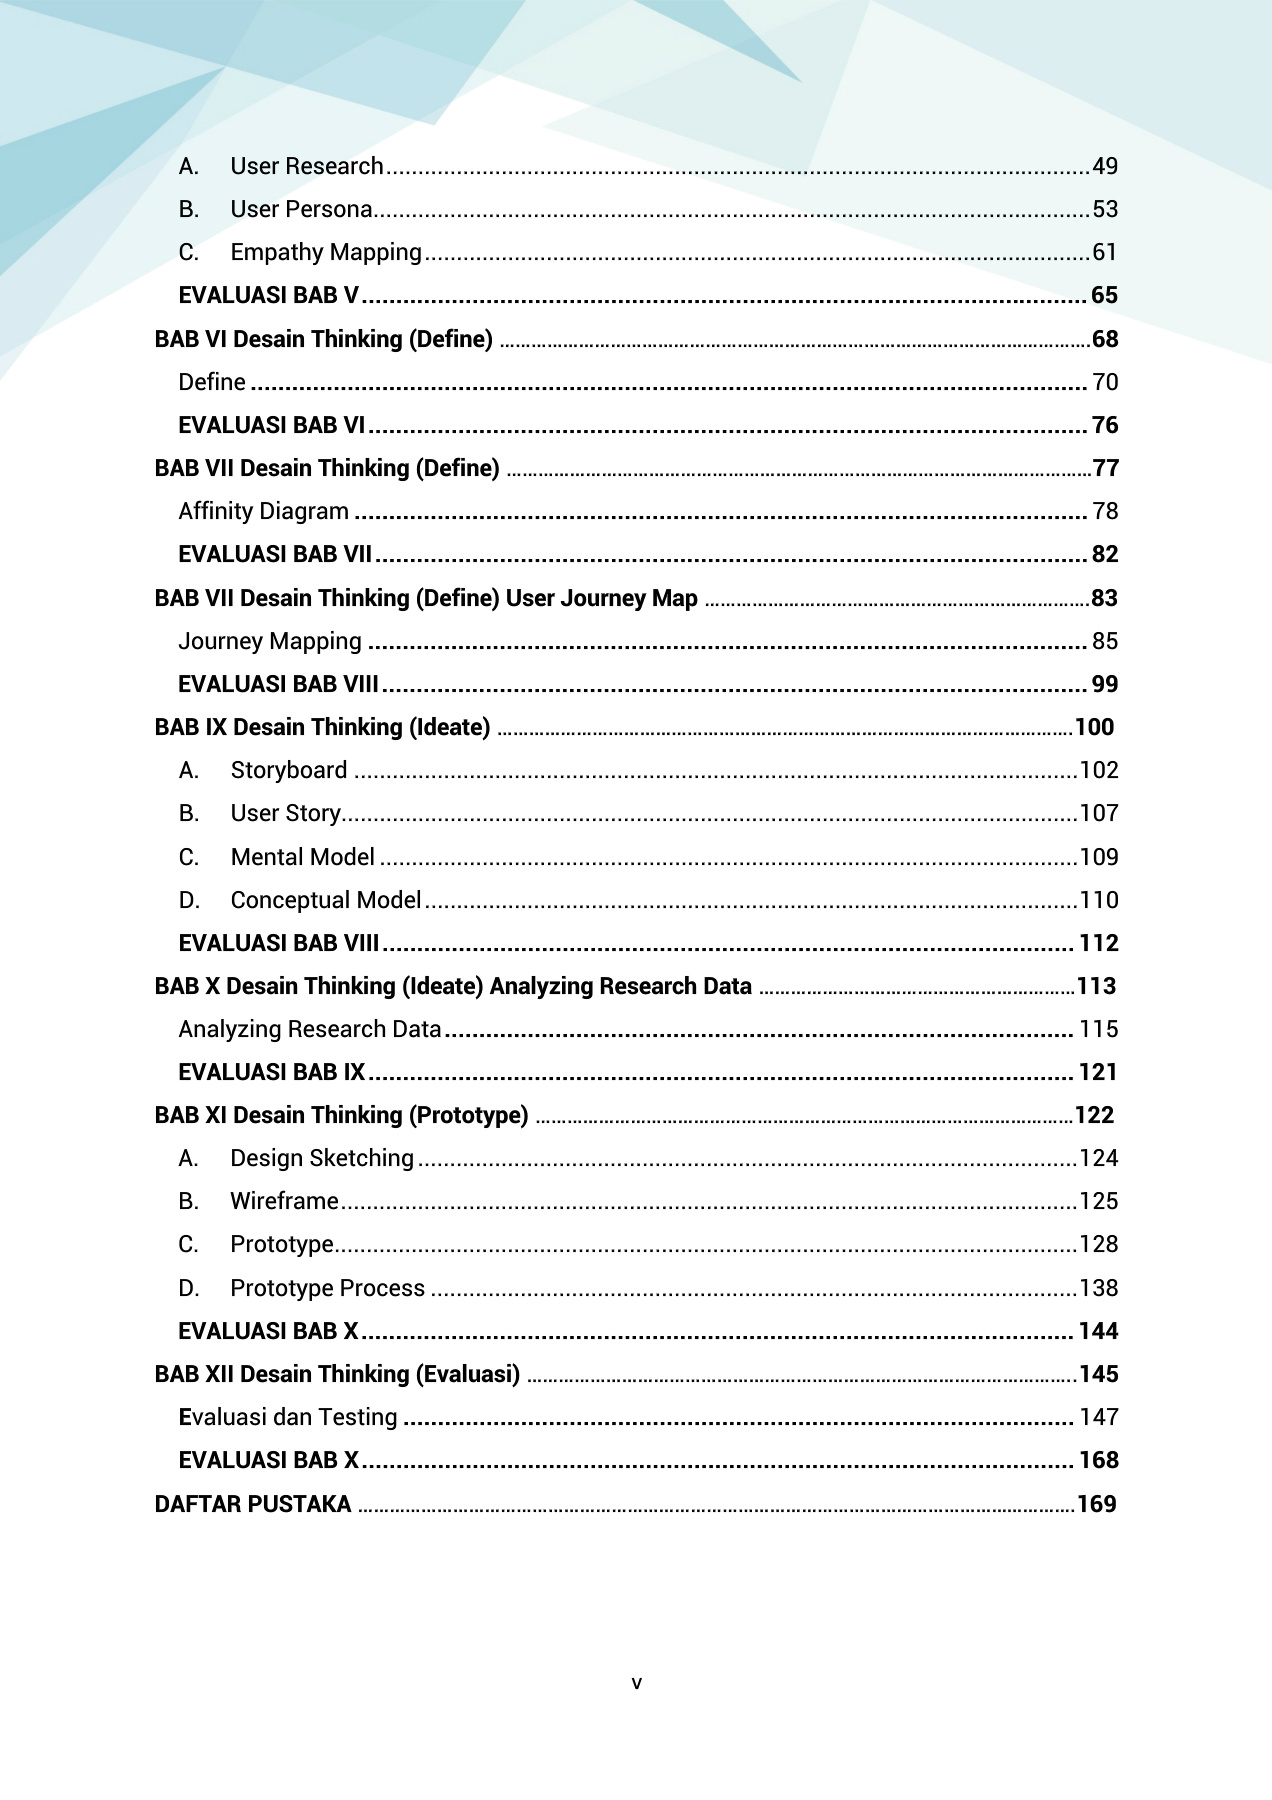 A. User Research....................49
B. User Persona....................53
C. Empathy Mapping....................61
EVALUASI BAB V.................... 65
BAB VI Desain Thinking (Define) ....................68
Define .................... 70
EVALUASI BAB VI.................... 76
BAB VII Desain Thinking (Define) ....................77
Affinity Diagram .................... 78
EVALUASI BAB VII.................... 82
BAB VII Desain Thinking (Define) User Journey Map ....................83
Journey Mapping .................... 85
EVALUASI BAB VIII.................... 99
BAB IX Desain Thinking (Ideate) ....................100
A. Storyboard ....................102
B. User Story....................107
C. Mental Model ....................109
D. Conceptual Model....................110
EVALUASI BAB VIII.................... 112
BAB X Desain Thinking (Ideate) Analyzing Research Data ....................113
Analyzing Research Data.................... 115
EVALUASI BAB IX.................... 121
BAB XI Desain Thinking (Prototype) ....................122
A. Design Sketching....................124
B. Wireframe....................125
C. Prototype....................128
D. Prototype Process ....................138
EVALUASI BAB X.................... 144
BAB XII Desain Thinking (Evaluasi) ....................145
Evaluasi dan Testing .................... 147
EVALUASI BAB X.................... 168
DAFTAR PUSTAKA ....................169
v